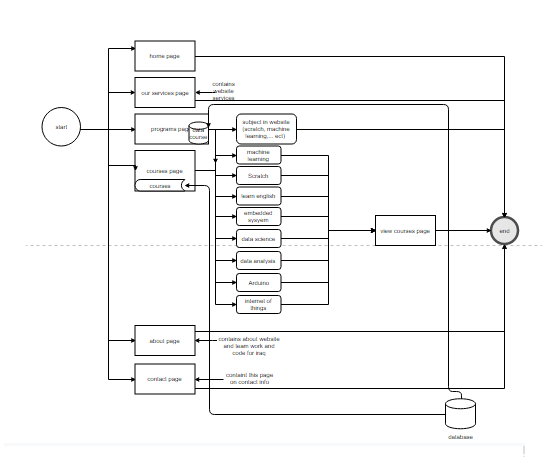 home page
contains
website
services
our services page
start
programs page
data
courses
subject in website
(scratch, machine
learning,... ect)
machine
learning
courses page
Scratch
courses
learn english
embedded
sysyem
view courses page
end
data science
data analysis
Arduino
internet of
things
about page
contains about website
and team work and
code for iraq
contact page
containt this page
on contact info
database